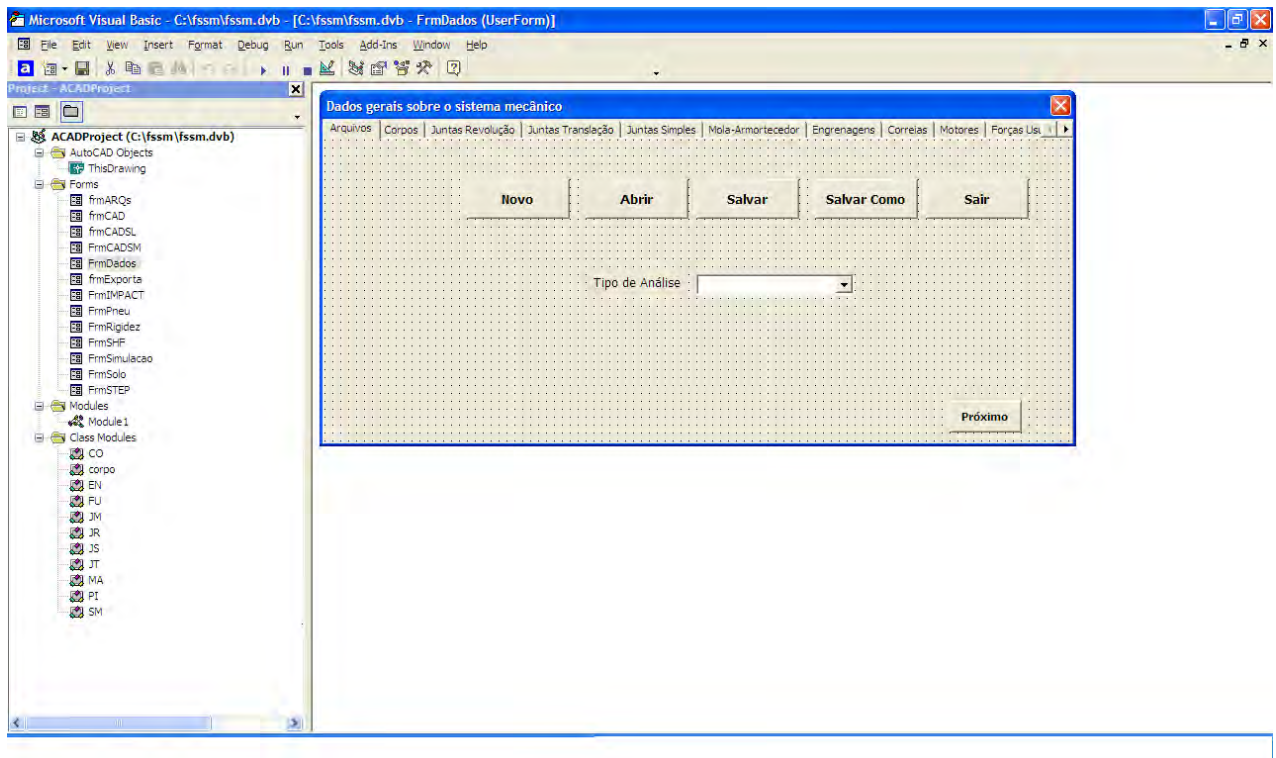 Microsoft Visual Basic - C:\fssm\fssm.dvb - [C:\fssm\fssm.dvb - FrmDados (UserForm)]
File Edit View Insert Format Debug Run Tools Add-Ins Window Help
Project - ACADProject
ACADProject (C:\fssm\fssm.dvb)
AutoCAD Objects
ThisDrawing
Forms
frmARQs
frmCAD
frmCADSL
FrmCADSM
FrmDados
frmExporta
FrmIMPACT
FrmPneu
FrmRigidez
FrmSHF
FrmSimulacao
FrmSolo
FrmSTEP
Modules
Module1
Class Modules
CO
corpo
EN
FU
JM
JR
JS
JT
MA
PI
SM
Dados gerais sobre o sistema mecânico
Arquivos Corpos Juntas Revolução Juntas Translação Juntas Simples Mola-Armortecedor Engrenagens Correias Motores Forças Usu
Novo Abrir Salvar Salvar Como Sair
Tipo de Análise
Próximo